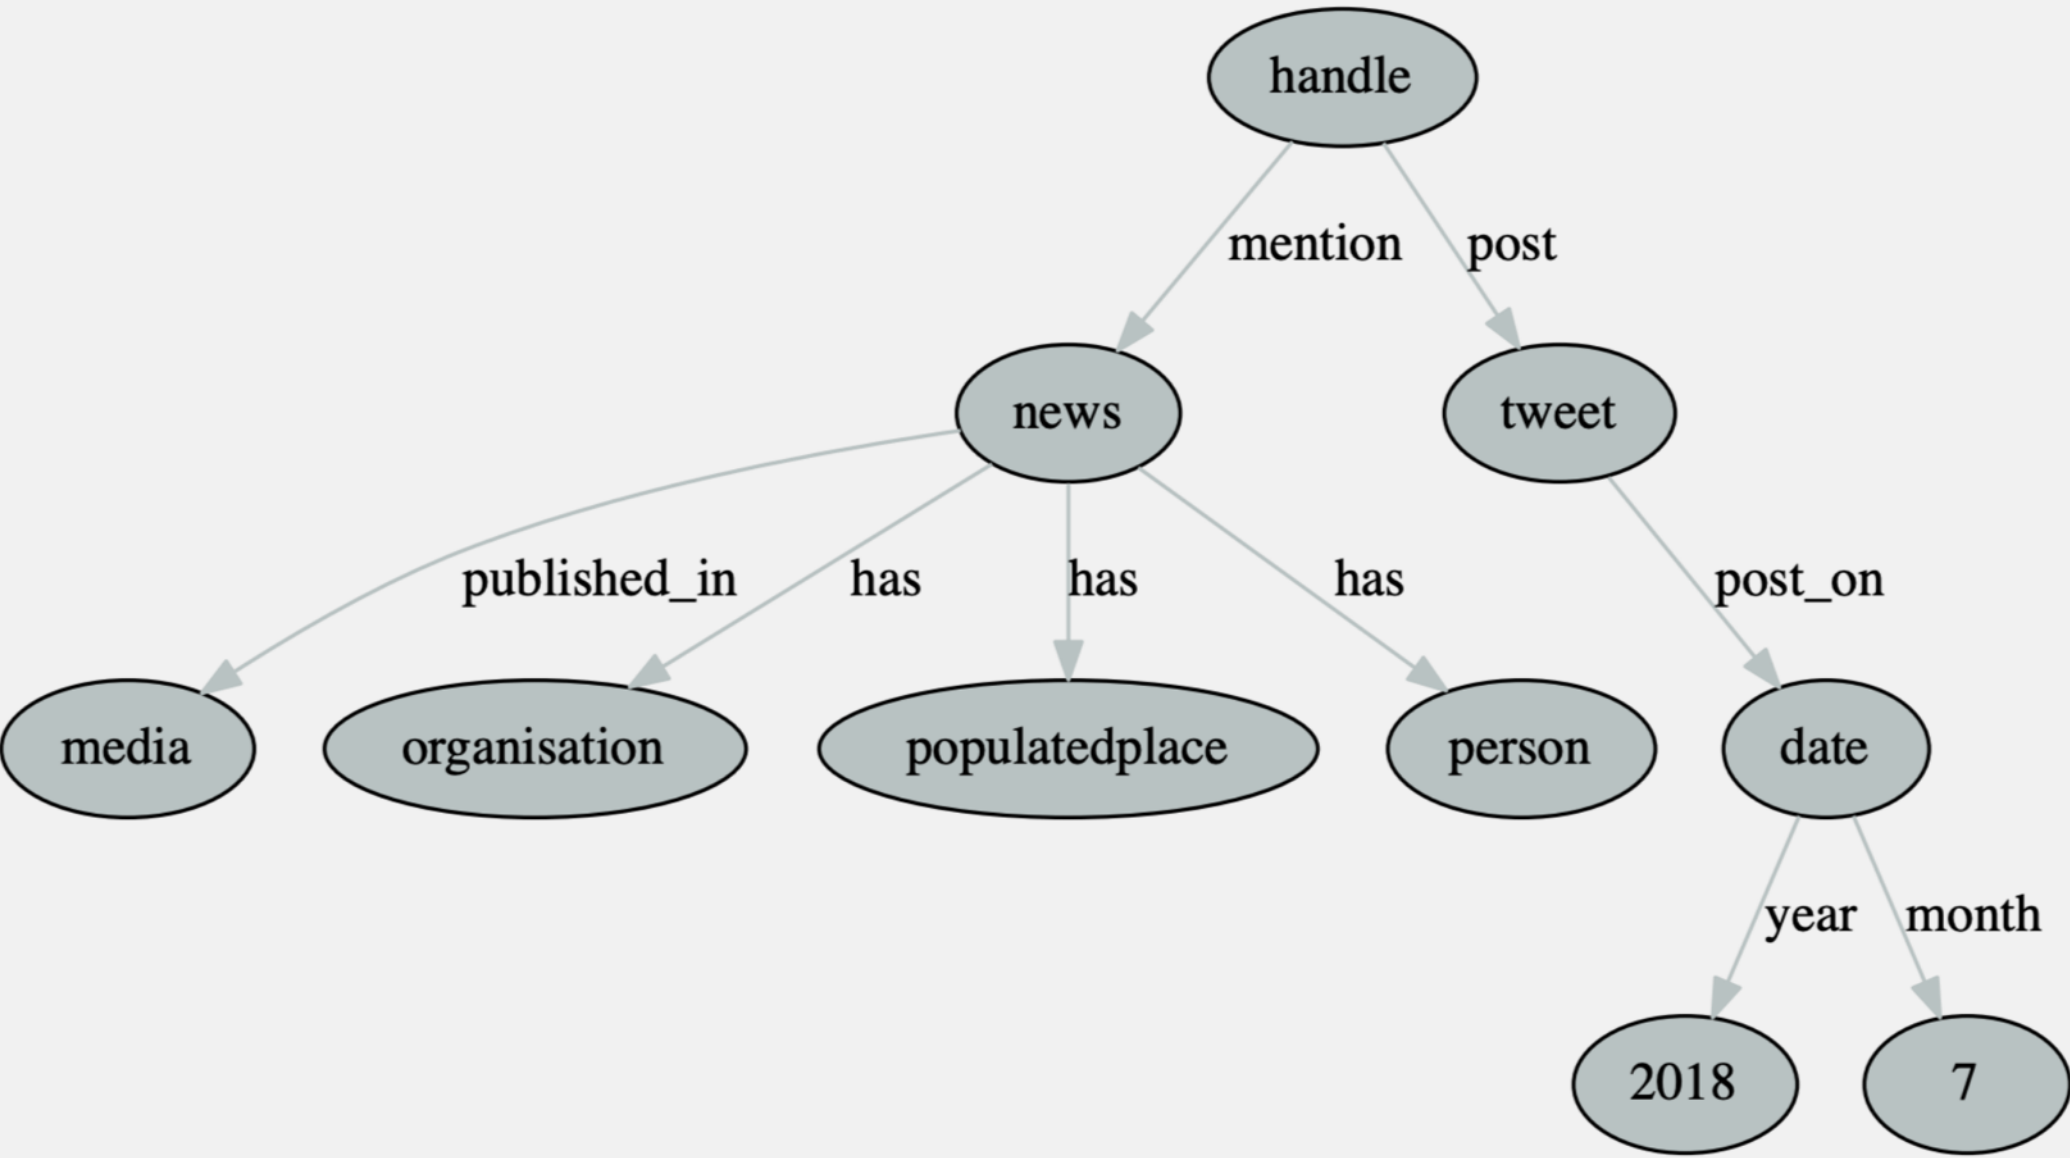 handle
mention
post
news
tweet
published_in
has
has
has
post_on
media
organisation
populatedplace
person
date
year
month
2018
7